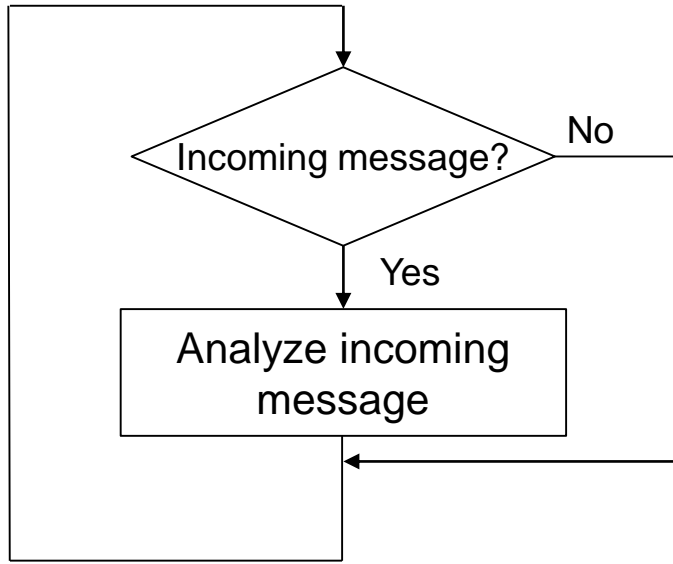 No
Incoming message?
Yes
Analyze incoming
message